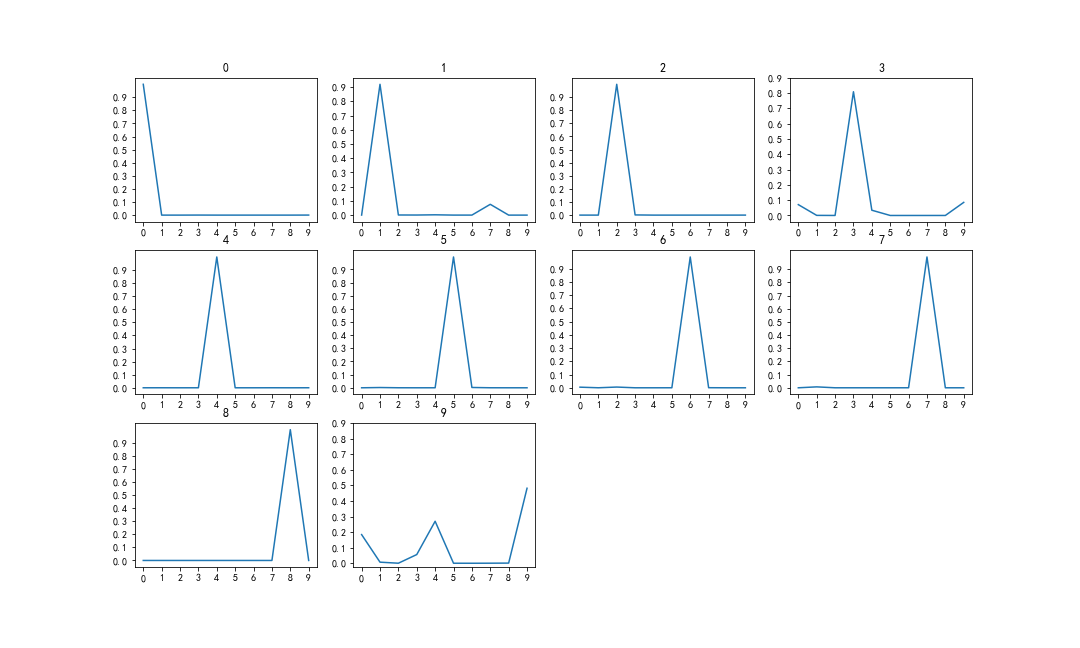 0 1 2 3
0.9 0.9 0.9 0.9
0.8 0.8 0.8 0.8
0.7 0.7 0.7 0.7
0.6 0.6 0.6 0.6
0.5 0.5 0.5 0.5
0.4 0.4 0.4 0.4
0.3 0.3 0.3 0.3
0.2 0.2 0.2 0.2
0.1 0.1 0.1 0.1
0.0 0.0 0.0 0.0
0 1 2 3 4 5 6 7 8 9 0 1 2 3 4 5 6 7 8 9 0 1 2 3 4 5 6 7 8 9 0 1 2 3 4 5 6 7 8 9
4 5 6 7
0.9 0.9 0.9 0.9
0.8 0.8 0.8 0.8
0.7 0.7 0.7 0.7
0.6 0.6 0.6 0.6
0.5 0.5 0.5 0.5
0.4 0.4 0.4 0.4
0.3 0.3 0.3 0.3
0.2 0.2 0.2 0.2
0.1 0.1 0.1 0.1
0.0 0.0 0.0 0.0
0 1 2 3 4 5 6 7 8 9 0 1 2 3 4 5 6 7 8 9 0 1 2 3 4 5 6 7 8 9 0 1 2 3 4 5 6 7 8 9
8 9
0.9 0.9
0.8 0.8
0.7 0.7
0.6 0.6
0.5 0.5
0.4 0.4
0.3 0.3
0.2 0.2
0.1 0.1
0.0 0.0
0 1 2 3 4 5 6 7 8 9 0 1 2 3 4 5 6 7 8 9